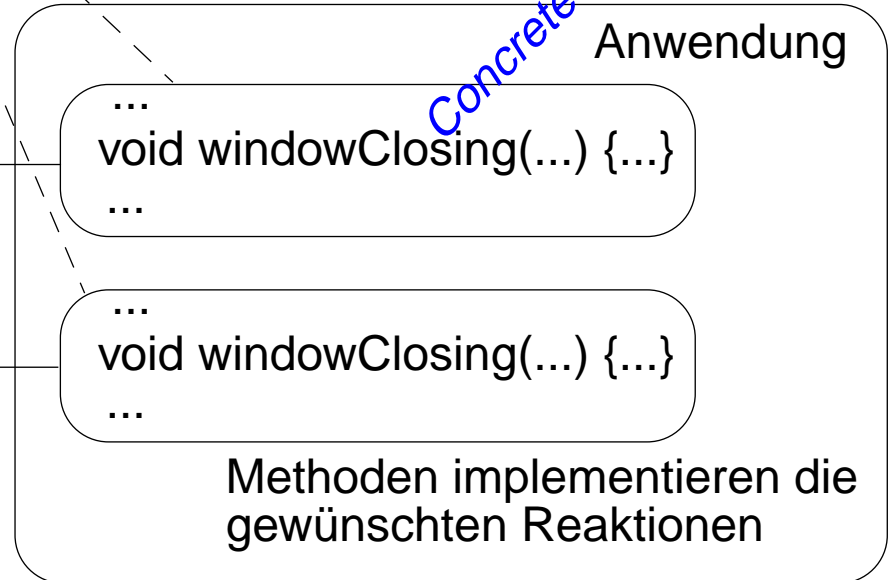 Concrete
Anwendung
...
void windowClosing(...) {...}
...
...
void windowClosing(...) {...}
...
Methoden implementieren die
gewünschten Reaktionen